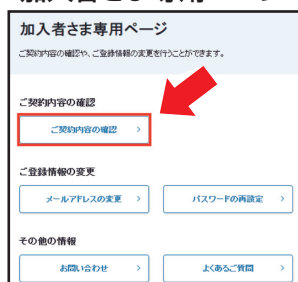 加入者さま専用ページ
ご契約内容の確認や、ご登録情報の変更を行うことができます。
ご契約内容の確認
ご契約内容の確認
ご登録情報の変更
メールアドレスの変更 パスワードの再設定
その他の情報
お問い合わせ よくあるご質問